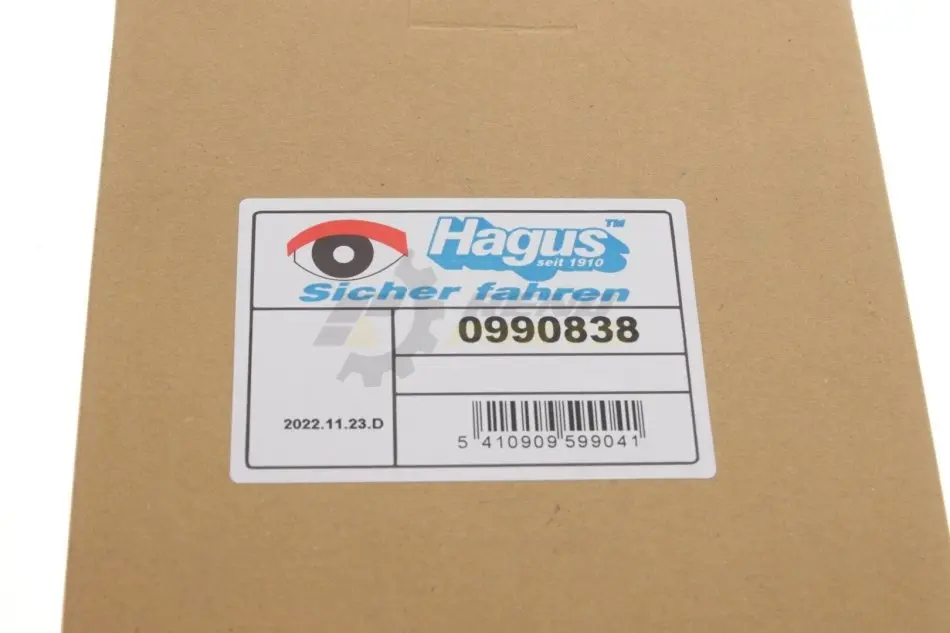 Hagus™
seit 1910
Sicher fahren
0990838
2022.11.23.D
5 410909 599041